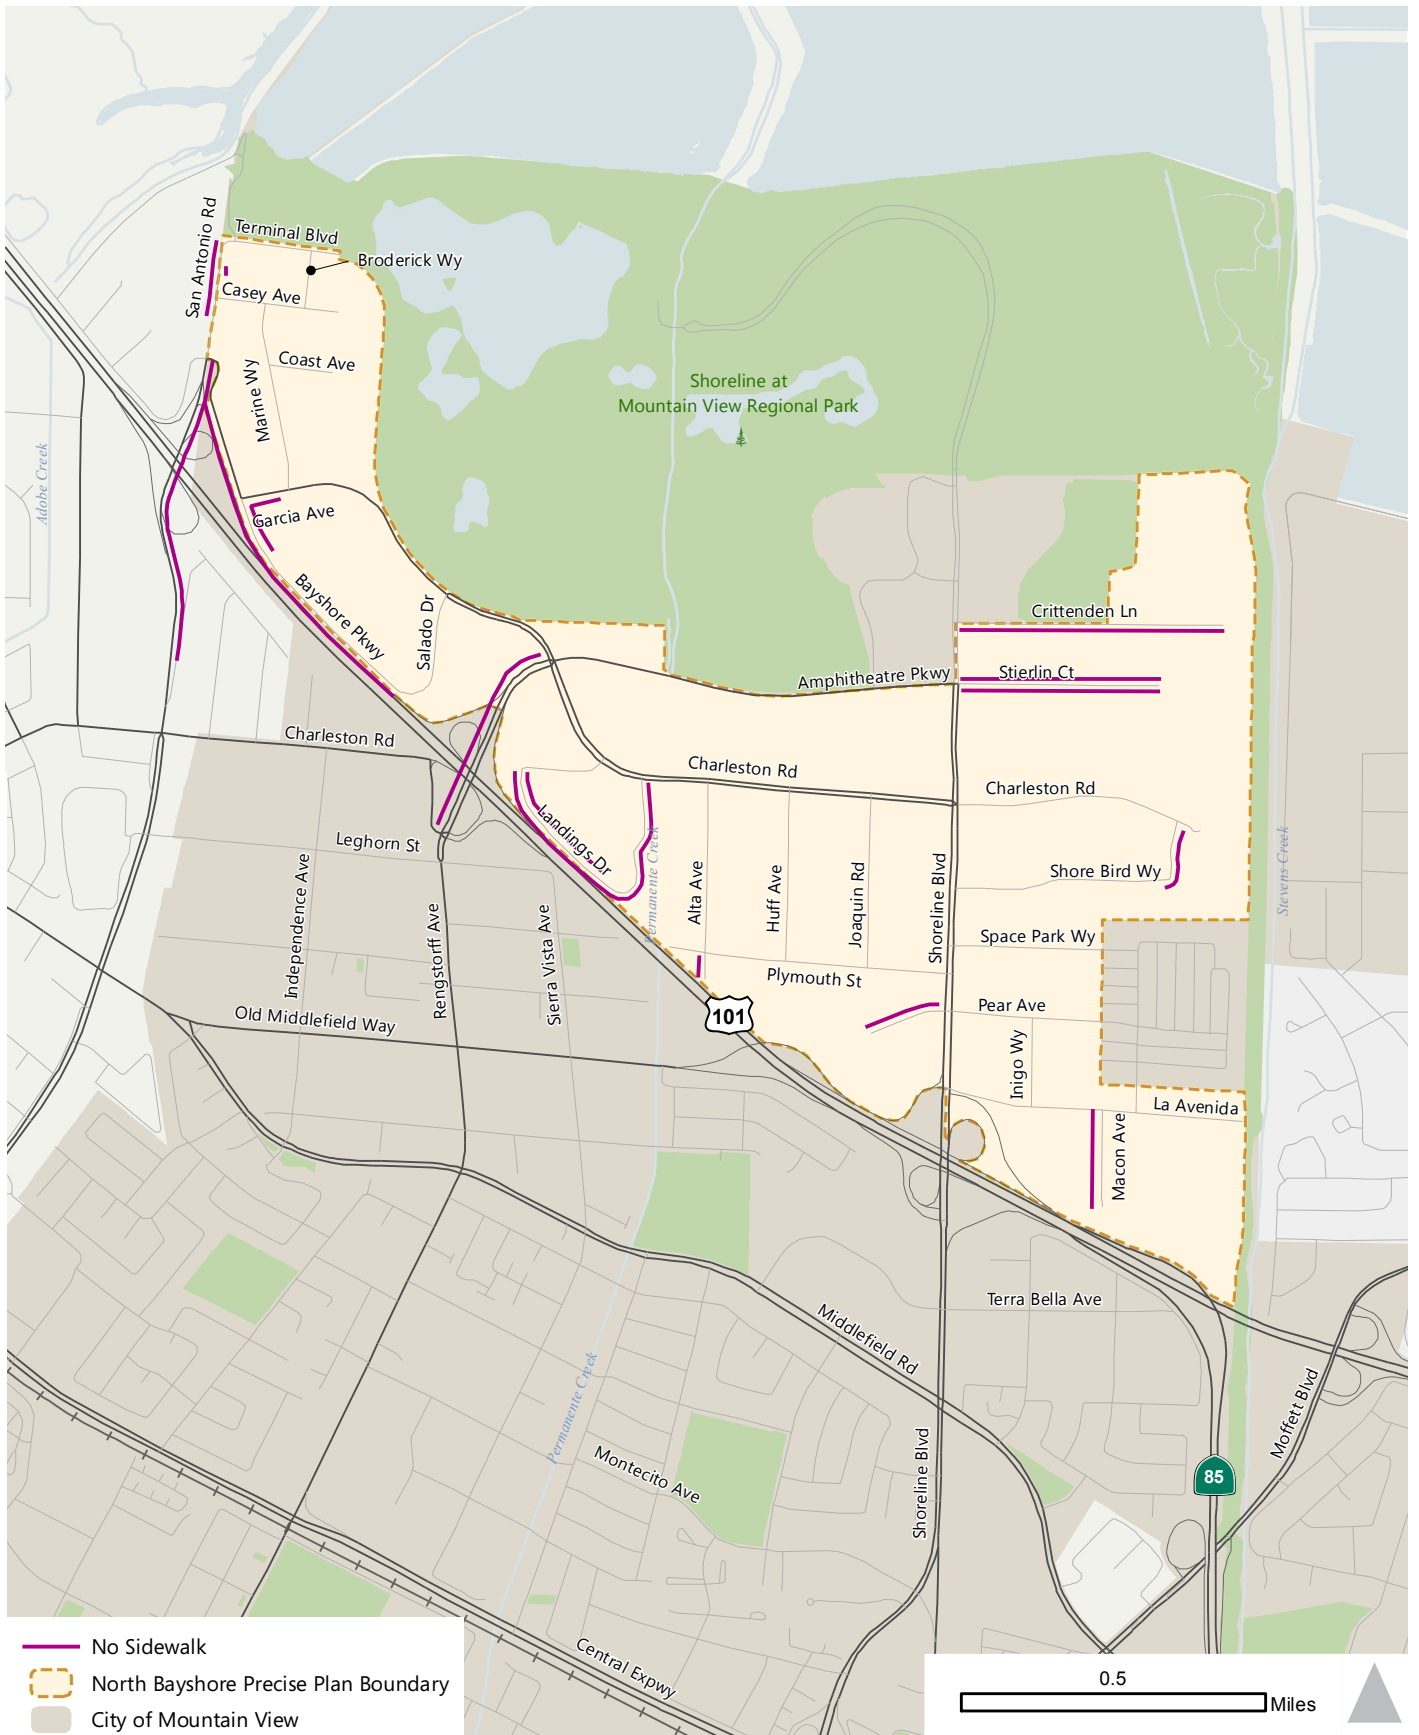 San Antonio Rd
Terminal Blvd
Broderick Wy
Casey Ave
Coast Ave
Marine Wy
Shoreline at
Mountain View Regional Park
Adobe Creek
Garcia Ave
Bayshore Pkwy
Salado Dr
Crittenden Ln
Stierlin Ct
Amphitheatre Pkwy
Charleston Rd
Charleston Rd
Charleston Rd
Landings Dr
Leghorn St
Permanente Creek
Alta Ave
Huff Ave
Joaquin Rd
Shoreline Blvd
Shore Bird Wy
Stevens Creek
Independence Ave
Rengstorff Ave
Sierra Vista Ave
Space Park Wy
Plymouth St
Pear Ave
Old Middlefield Way
101
Inigo Wy
La Avenida
Macon Ave
Terra Bella Ave
Middlefield Rd
Permanente Creek
Moffett Blvd
Montecito Ave
Shoreline Blvd
85
Central Expwy
No Sidewalk
North Bayshore Precise Plan Boundary
City of Mountain View
0.5
Miles